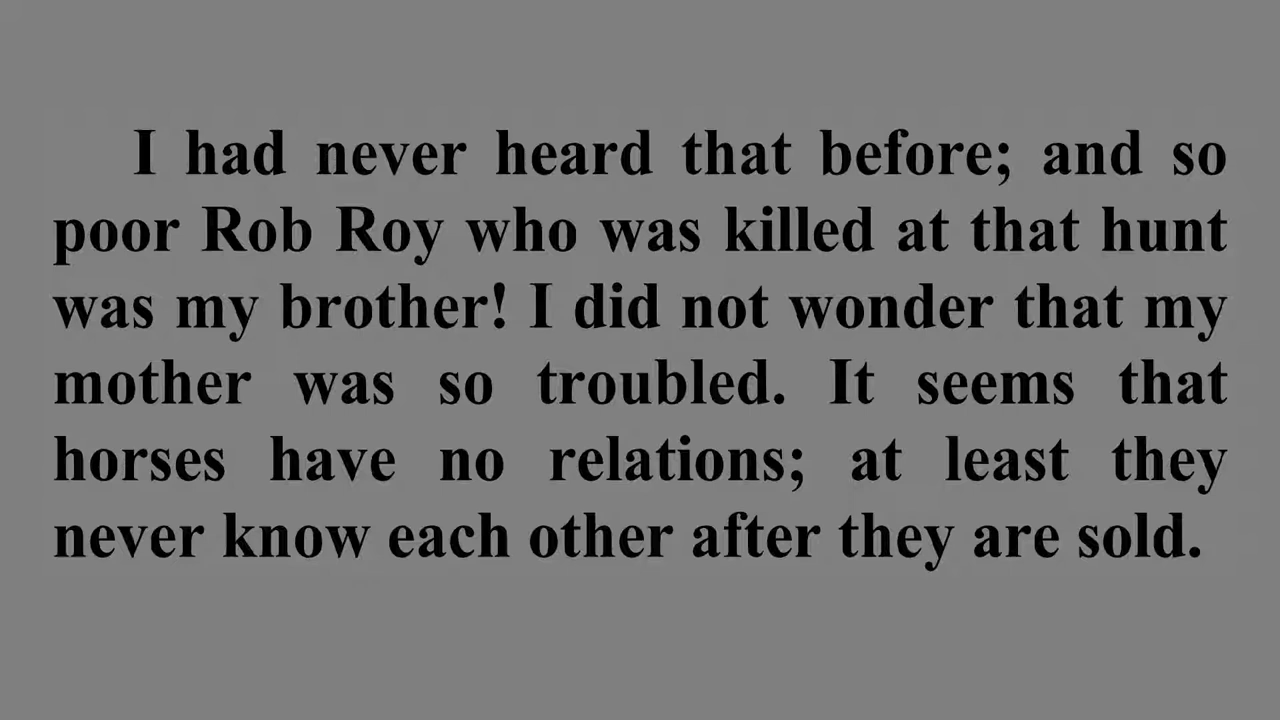 I had never heard that before; and so
poor Rob Roy who was killed at that hunt
was my brother! I did not wonder that my
mother was so troubled. It seems that
horses have no relations; at least they
never know each other after they are sold.